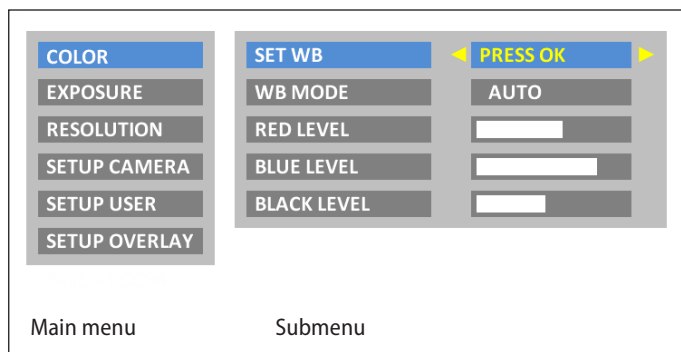 COLOR
EXPOSURE
RESOLUTION
SETUP CAMERA
SETUP USER
SETUP OVERLAY
SET WB ◄ PRESS OK ►
WB MODE AUTO
RED LEVEL
BLUE LEVEL
BLACK LEVEL
Main menu
Submenu